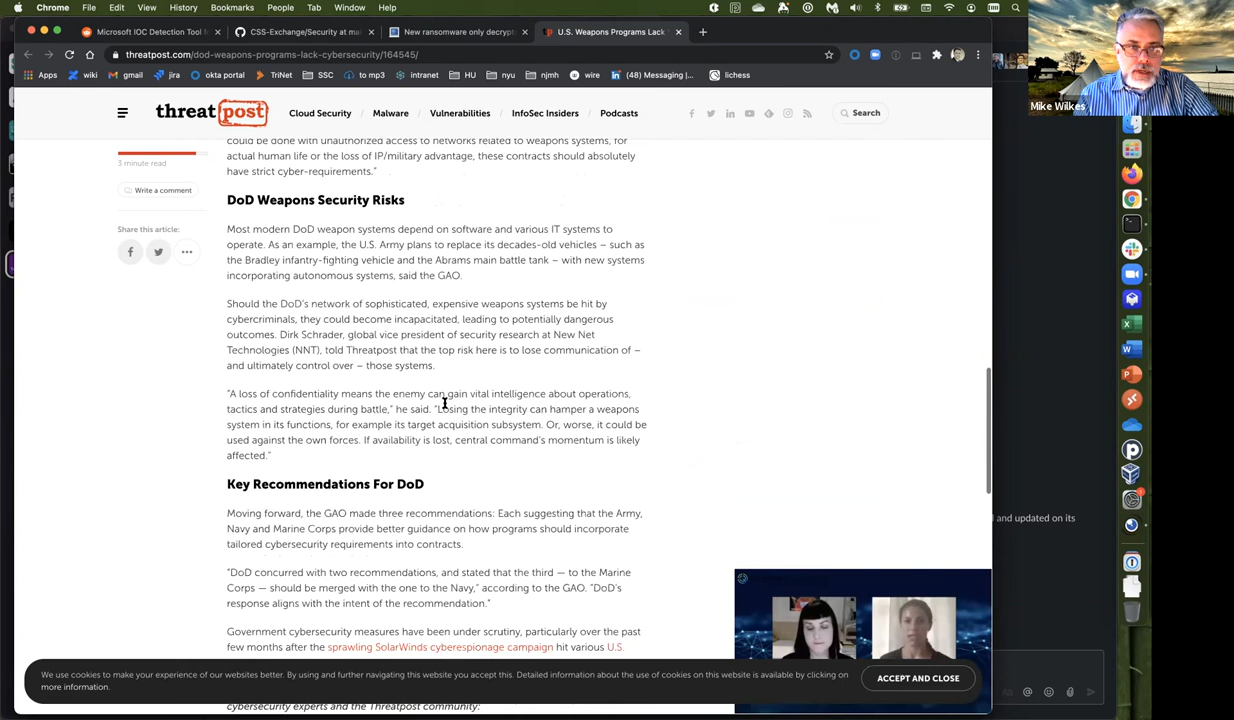 Chrome File Edit View History Bookmarks People Tab Window Help
Microsoft IOC Detection Tool f
CSS-Exchange/Security at mai
New ransomware only decrypt
U.S. Weapons Programs Lack
threatpost.com/dod-weapons-programs-lack-cybersecurity/164545/
Apps wiki gmail jira okta portal TriNet SSC to mp3 intranet HU nyu njmh wire (48) Messaging |... lichess
Mike Wilkes
threatpost
Cloud Security Malware Vulnerabilities InfoSec Insiders Podcasts
Search
3 minute read
Write a comment
Share this article:
could be done with unauthorized access to networks related to weapons systems, for
actual human life or the loss of IP/military advantage, these contracts should absolutely
have strict cyber-requirements.”
DoD Weapons Security Risks
Most modern DoD weapon systems depend on software and various IT systems to
operate. As an example, the U.S. Army plans to replace its decades-old vehicles – such as
the Bradley infantry-fighting vehicle and the Abrams main battle tank – with new systems
incorporating autonomous systems, said the GAO.
Should the DoD’s network of sophisticated, expensive weapons systems be hit by
cybercriminals, they could become incapacitated, leading to potentially dangerous
outcomes. Dirk Schrader, global vice president of security research at New Net
Technologies (NNT), told Threatpost that the top risk here is to lose communication of –
and ultimately control over – those systems.
“A loss of confidentiality means the enemy can gain vital intelligence about operations,
tactics and strategies during battle,” he said. “Losing the integrity can hamper a weapons
system in its functions, for example its target acquisition subsystem. Or, worse, it could be
used against the own forces. If availability is lost, central command’s momentum is likely
affected.”
Key Recommendations For DoD
Moving forward, the GAO made three recommendations: Each suggesting that the Army,
Navy and Marine Corps provide better guidance on how programs should incorporate
tailored cybersecurity requirements into contracts.
“DoD concurred with two recommendations, and stated that the third — to the Marine
Corps — should be merged with the one to the Navy,” according to the GAO. “DoD’s
response aligns with the intent of the recommendation.”
Government cybersecurity measures have been under scrutiny, particularly over the past
few months after the sprawling SolarWinds cyberespionage campaign hit various U.S.
We use cookies to make your experience of our websites better. By using and further navigating this website you accept this. Detailed information about the use of cookies on this website is available by clicking on
more information.
ACCEPT AND CLOSE
cybersecurity experts and the Threatpost community:
and updated on its